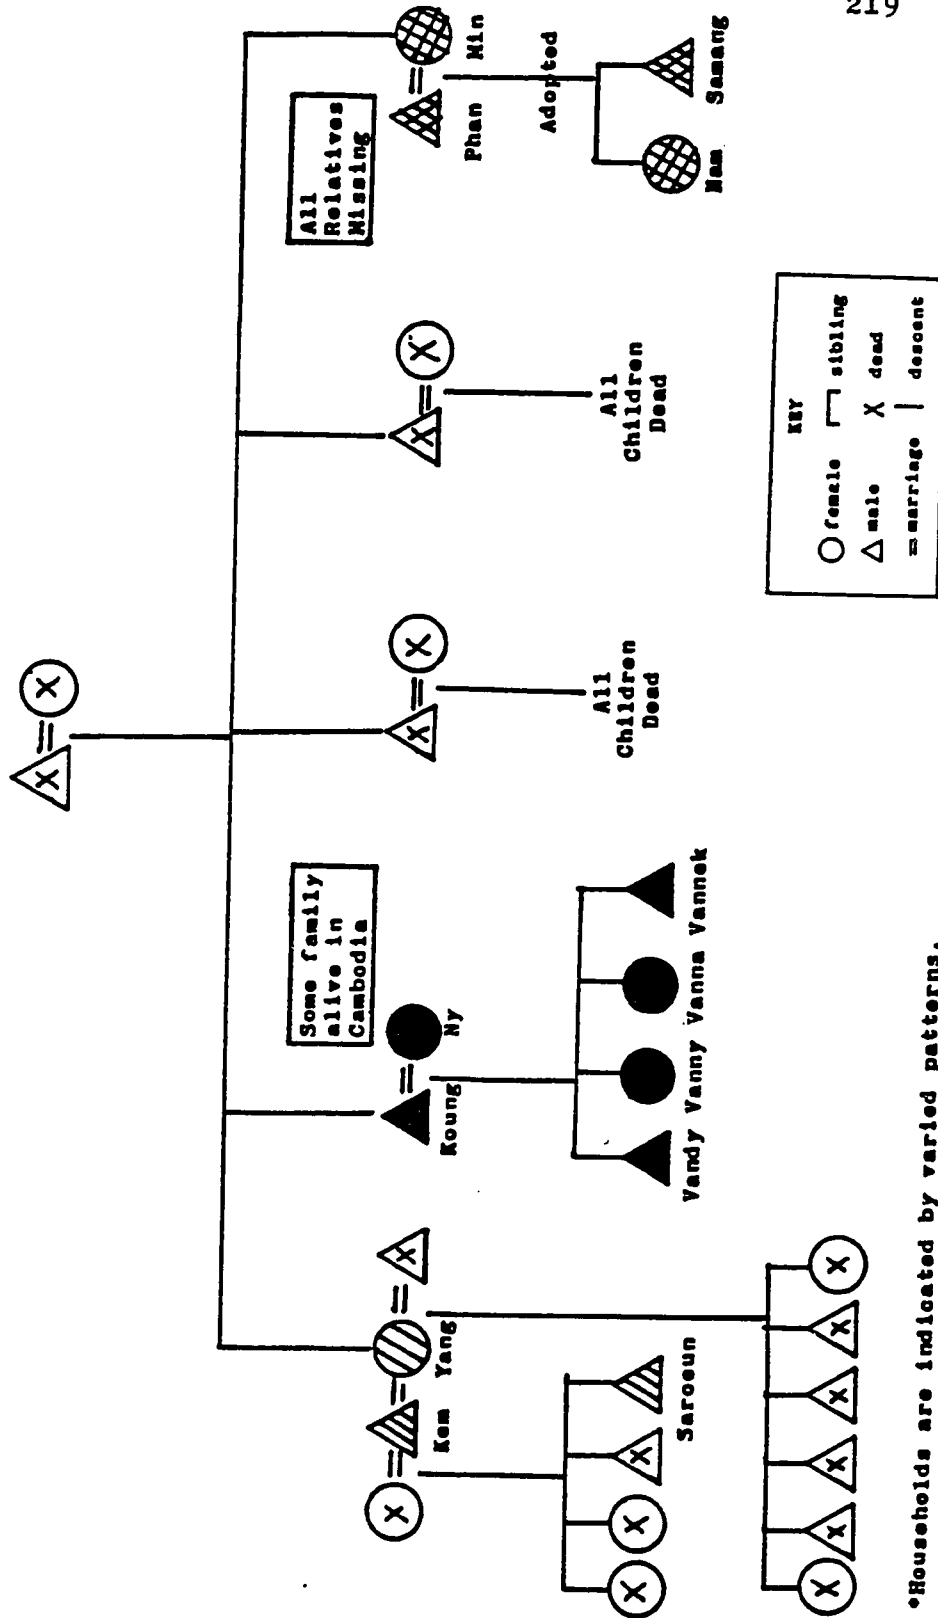 219
Some family
alive in
Cambodia
All
Relatives
Missing
Kem Yang
Koung Ny
Phan Min
Adopted
Saroeun
Vandy Vanny Vanna Vannek
All
Children
Dead
All
Children
Dead
Samang
KEY
female sibling
male X dead
= marriage | descent
*Households are indicated by varied patterns.